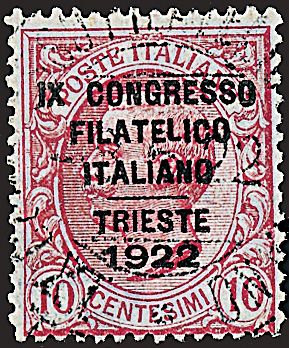 POSTE ITALIANE
IX CONGRESSO
FILATELICO
ITALIANO
TRIESTE
1922
10 CENTESIMI 10